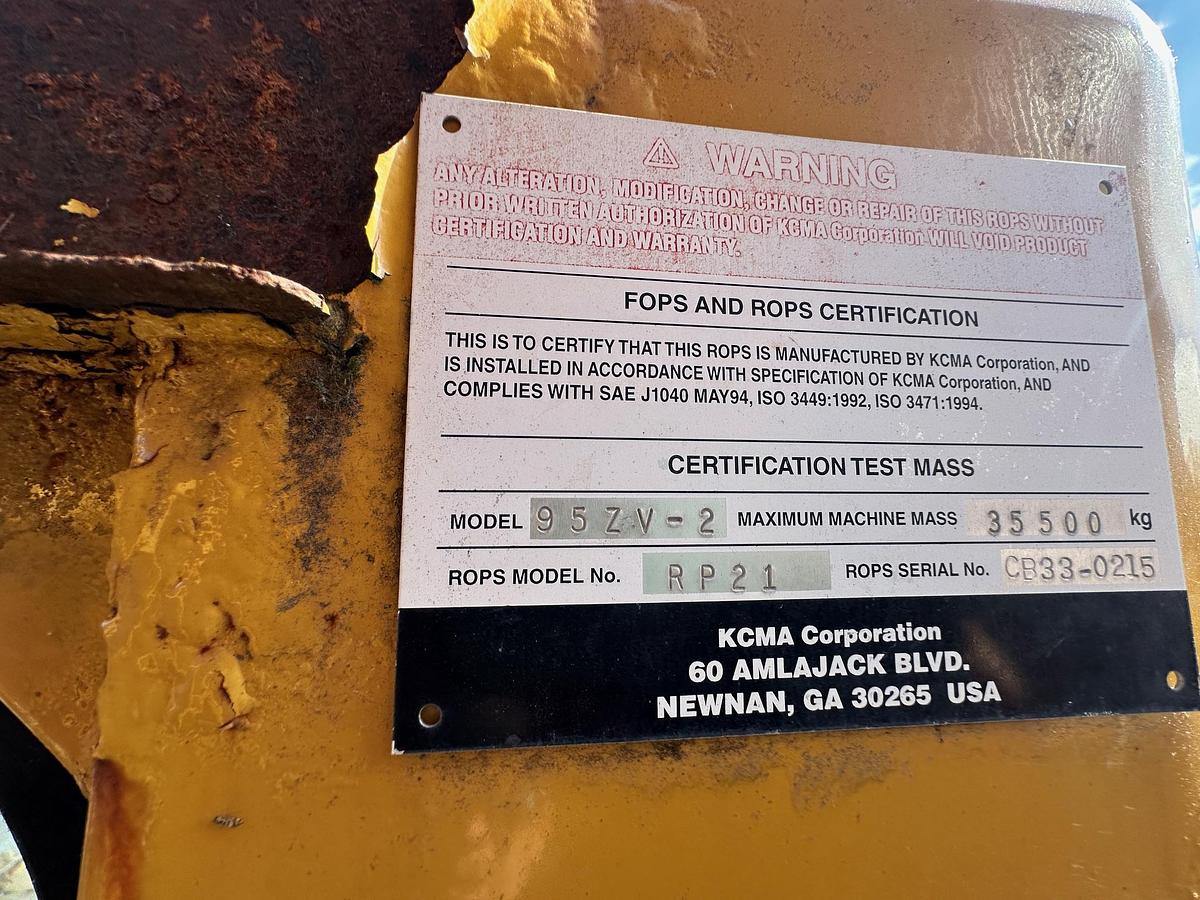 WARNING
ANY ALTERATION, MODIFICATION, CHANGE OR REPAIR OF THIS ROPS WITHOUT
PRIOR WRITTEN AUTHORIZATION OF KCMA Corporation WILL VOID PRODUCT
CERTIFICATION AND WARRANTY.
FOPS AND ROPS CERTIFICATION
THIS IS TO CERTIFY THAT THIS ROPS IS MANUFACTURED BY KCMA Corporation, AND
IS INSTALLED IN ACCORDANCE WITH SPECIFICATION OF KCMA Corporation, AND
COMPLIES WITH SAE J1040 MAY94, ISO 3449:1992, ISO 3471:1994.
CERTIFICATION TEST MASS
MODEL 95ZV-2 MAXIMUM MACHINE MASS 35500 kg
ROPS MODEL No. RP21 ROPS SERIAL No. CB33-0215
KCMA Corporation
60 AMLAJACK BLVD.
NEWNAN, GA 30265 USA